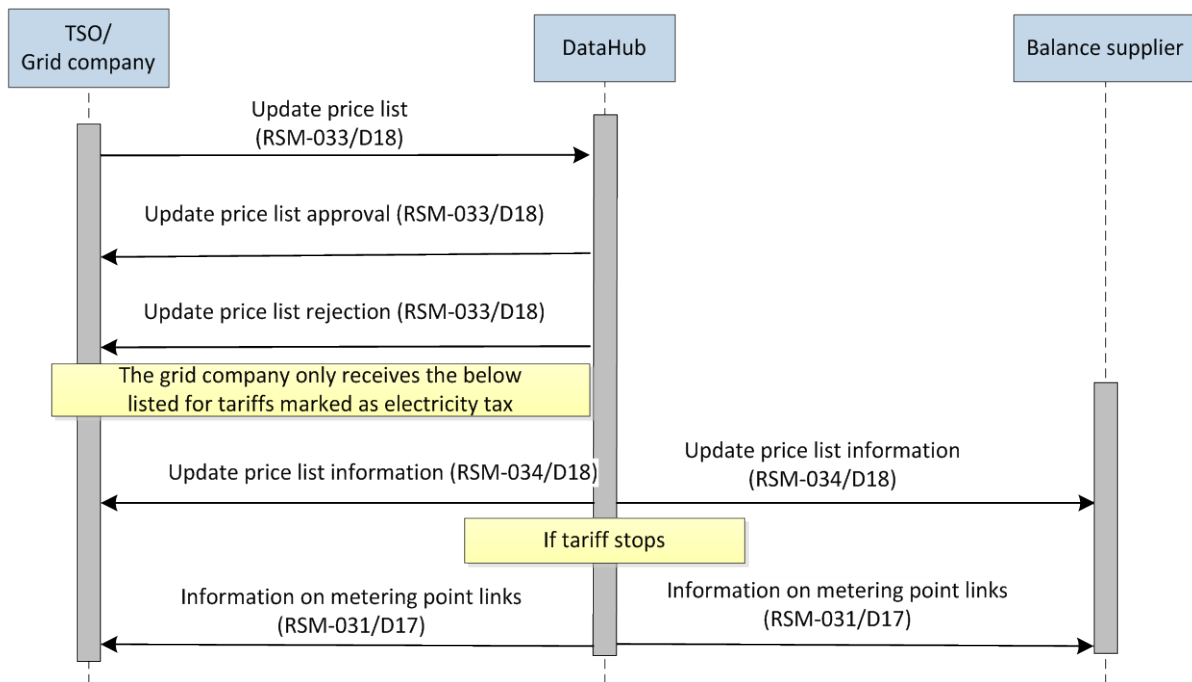 TSO/
Grid company
DataHub
Balance supplier
Update price list
(RSM-033/D18)
Update price list approval (RSM-033/D18)
Update price list rejection (RSM-033/D18)
The grid company only receives the below
listed for tariffs marked as electricity tax
Update price list information (RSM-034/D18)
Update price list information
(RSM-034/D18)
If tariff stops
Information on metering point links
(RSM-031/D17)
Information on metering point links
(RSM-031/D17)